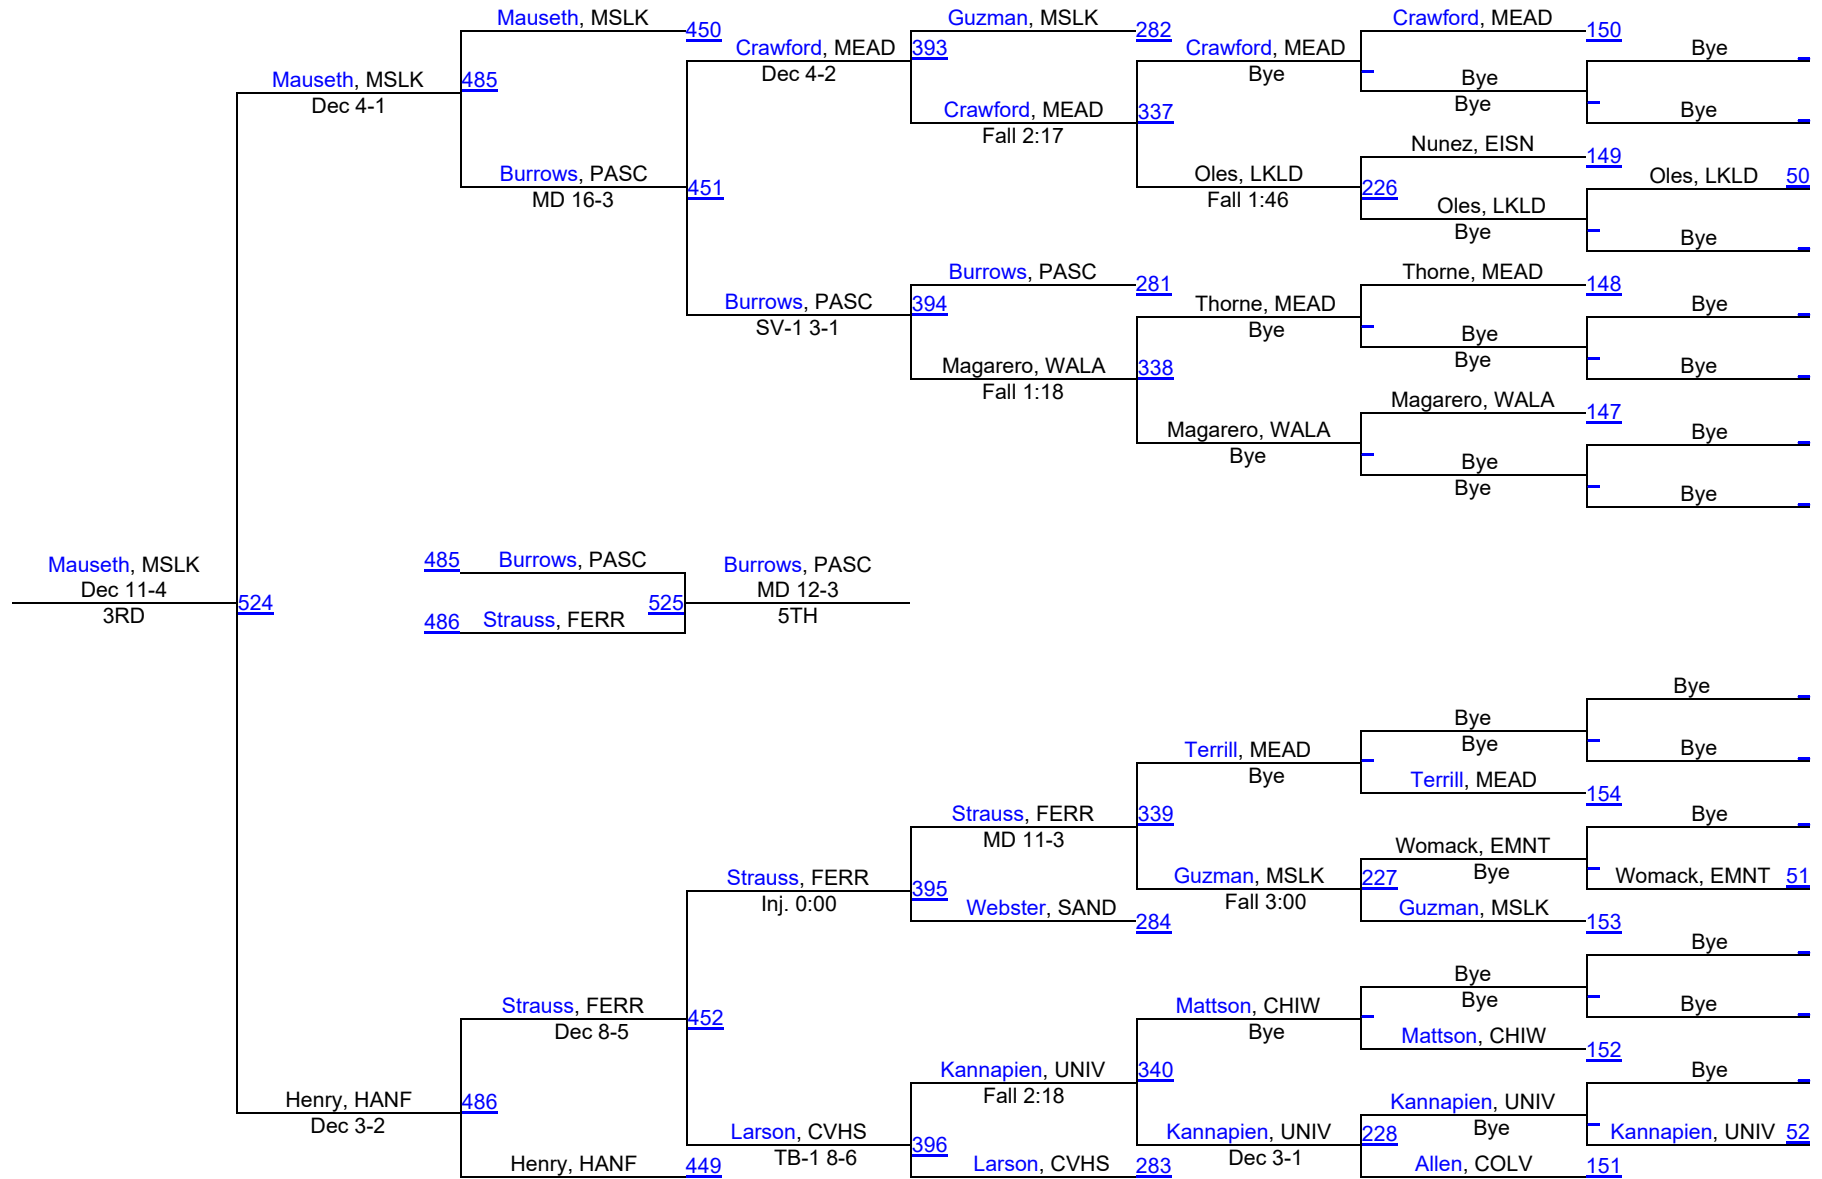 Mauseth, MSLK
450
Guzman, MSLK
282
Crawford, MEAD
150
Crawford, MEAD
393
Crawford, MEAD
Bye
Dec 4-2
Bye
Mauseth, MSLK
485
Bye
Dec 4-1
Bye
Crawford, MEAD
337
Bye
Fall 2:17
Nunez, EISN
149
Burrows, PASC
451
Oles, LKLD
226
Oles, LKLD 50
MD 16-3
Fall 1:46
Oles, LKLD
Bye
Bye
Burrows, PASC
281
Thorne, MEAD
148
Burrows, PASC
394
Thorne, MEAD
Bye
SV-1 3-1
Bye
Bye
Bye
Magarero, WALA
338
Bye
Fall 1:18
Magarero, WALA
147
Magarero, WALA
Bye
Bye
Bye
Bye
Bye
Mauseth, MSLK
485
Burrows, PASC
Burrows, PASC
Dec 11-4
MD 12-3
524
525
3RD
5TH
486
Strauss, FERR
Bye
Bye
Bye
Terrill, MEAD
Bye
Bye
Terrill, MEAD
154
Strauss, FERR
339
Bye
MD 11-3
Womack, EMNT
Bye
Strauss, FERR
395
Guzman, MSLK
227
Womack, EMNT 51
Inj. 0:00
Fall 3:00
Webster, SAND
284
Guzman, MSLK
153
Bye
Bye
Bye
Strauss, FERR
452
Mattson, CHIW
Bye
Dec 8-5
Bye
Mattson, CHIW
152
Kannapien, UNIV
340
Bye
Fall 2:18
Henry, HANF
486
Kannapien, UNIV
Bye
Dec 3-2
Larson, CVHS
396
Kannapien, UNIV
228
Kannapien, UNIV 52
TB-1 8-6
Dec 3-1
Henry, HANF
449
Larson, CVHS
283
Allen, COLV
151